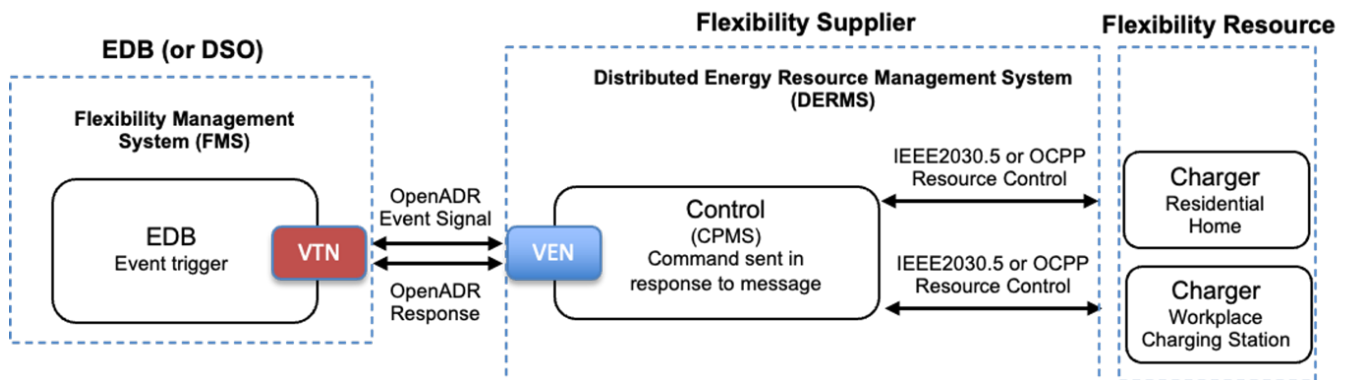 EDB (or DSO)
Flexibility Management
System (FMS)
EDB
Event trigger
VTN
OpenADR
Event Signal
OpenADR
Response
Flexibility Supplier
Distributed Energy Resource Management System
(DERMS)
VEN
Control
(CPMS)
Command sent in
response to message
IEEE2030.5 or OCPP
Resource Control
IEEE2030.5 or OCPP
Resource Control
Flexibility Resource
Charger
Residential
Home
Charger
Workplace
Charging Station